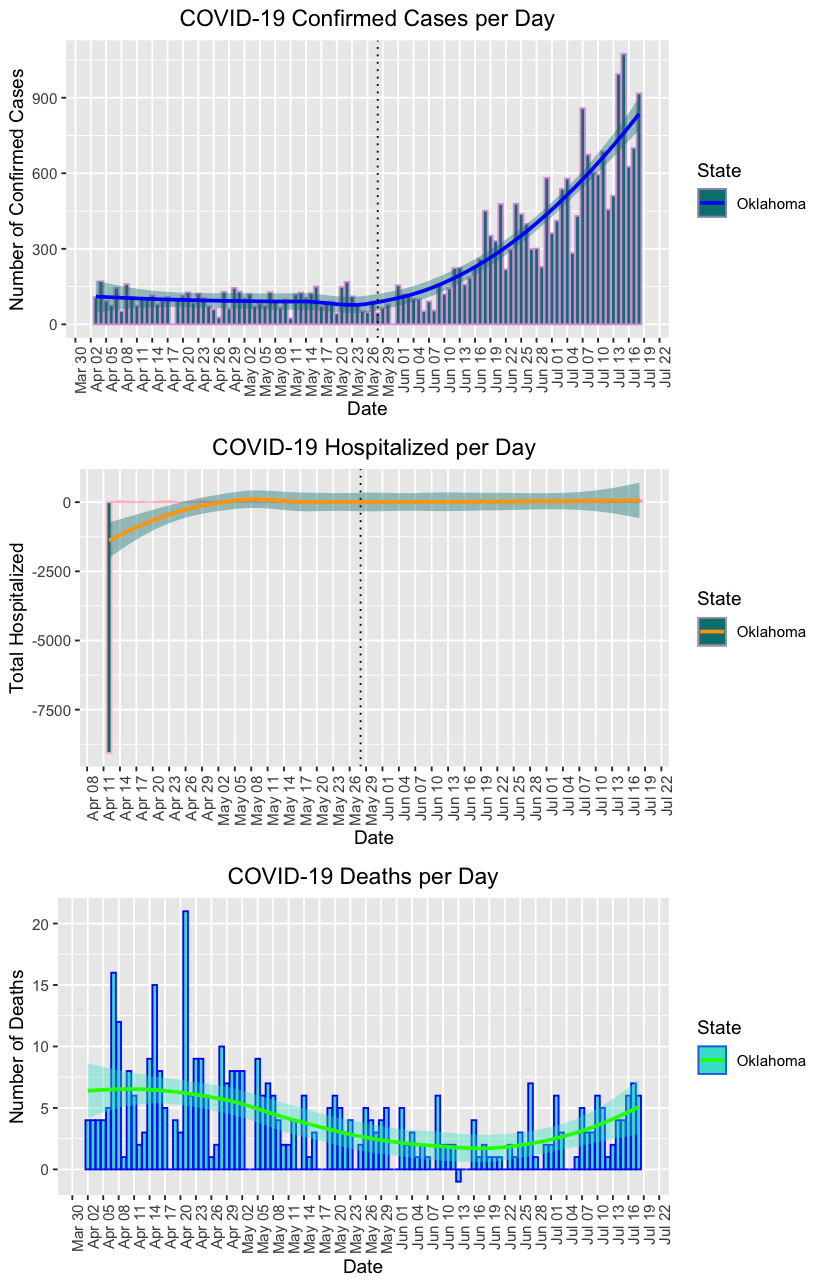 COVID-19 Confirmed Cases per Day
Number of Confirmed Cases
900
600
300
0
Mar 30
Apr 02
Apr 05
Apr 08
Apr 11
Apr 14
Apr 17
Apr 20
Apr 23
Apr 26
Apr 29
May 02
May 05
May 08
May 11
May 14
May 17
May 20
May 23
May 26
May 29
Jun 01
Jun 04
Jun 07
Jun 10
Jun 13
Jun 16
Jun 19
Jun 22
Jun 25
Jun 28
Jul 01
Jul 04
Jul 07
Jul 10
Jul 13
Jul 16
Jul 19
Jul 22
Date
State
Oklahoma
COVID-19 Hospitalized per Day
Total Hospitalized
0
-2500
-5000
-7500
Apr 08
Apr 11
Apr 14
Apr 17
Apr 20
Apr 23
Apr 26
Apr 29
May 02
May 05
May 08
May 11
May 14
May 17
May 20
May 23
May 26
May 29
Jun 01
Jun 04
Jun 07
Jun 10
Jun 13
Jun 16
Jun 19
Jun 22
Jun 25
Jun 28
Jul 01
Jul 04
Jul 07
Jul 10
Jul 13
Jul 16
Jul 19
Jul 22
Date
State
Oklahoma
COVID-19 Deaths per Day
Number of Deaths
20
15
10
5
0
Mar 30
Apr 02
Apr 05
Apr 08
Apr 11
Apr 14
Apr 17
Apr 20
Apr 23
Apr 26
Apr 29
May 02
May 05
May 08
May 11
May 14
May 17
May 20
May 23
May 26
May 29
Jun 01
Jun 04
Jun 07
Jun 10
Jun 13
Jun 16
Jun 19
Jun 22
Jun 25
Jun 28
Jul 01
Jul 04
Jul 07
Jul 10
Jul 13
Jul 16
Jul 19
Jul 22
Date
State
Oklahoma